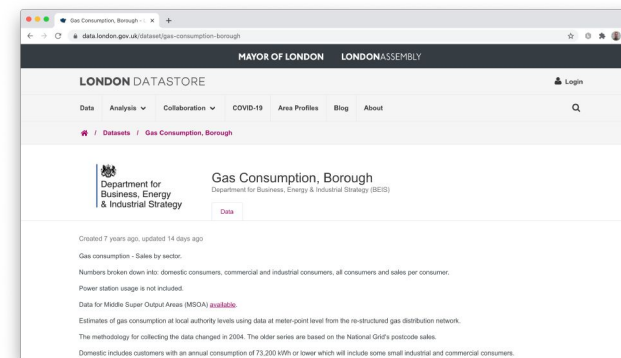 Gas Consumption, Borough -
data.london.gov.uk/dataset/gas-consumption-borough
MAYOR OF LONDON LONDONASSEMBLY
LONDON DATASTORE
Login
Data Analysis Collaboration COVID-19 Area Profiles Blog About
/ Datasets / Gas Consumption, Borough
Department for
Business, Energy
& Industrial Strategy
Gas Consumption, Borough
Department for Business, Energy & Industrial Strategy (BEIS)
Data
Created 7 years ago, updated 14 days ago
Gas consumption - Sales by sector.
Numbers broken down into: domestic consumers, commercial and industrial consumers, all consumers and sales per consumer.
Power station usage is not included.
Data for Middle Super Output Areas (MSOA) available.
Estimates of gas consumption at local authority levels using data at meter-point level from the re-structured gas distribution network.
The methodology for collecting the data changed in 2004. The older series are based on the National Grid's postcode sales.
Domestic includes customers with an annual consumption of 73,200 kWh or lower which will include some small industrial and commercial consumers.